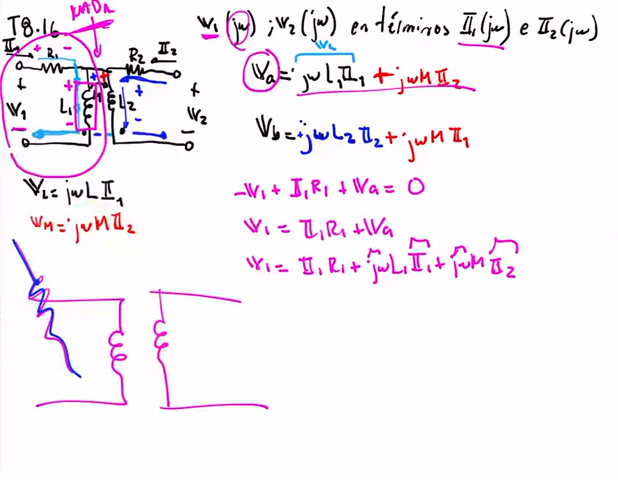 T8.16
NADA
V1(jω) ; V2(jω) en términos I1(jω) e I2(jω)
I1 + - R1 R2 I2
VL
Va = jωL1I1 + jωMI2
+ V1 - L1 M L2 + V2 -
Vb = +jωL2I2 + jωMI1
VL = jωLI1
VM = jωMI2
-V1 + I1R1 + Va = 0
V1 = I1R1 + Va
V1 = I1R1 + jωL1I1 + jωMI2